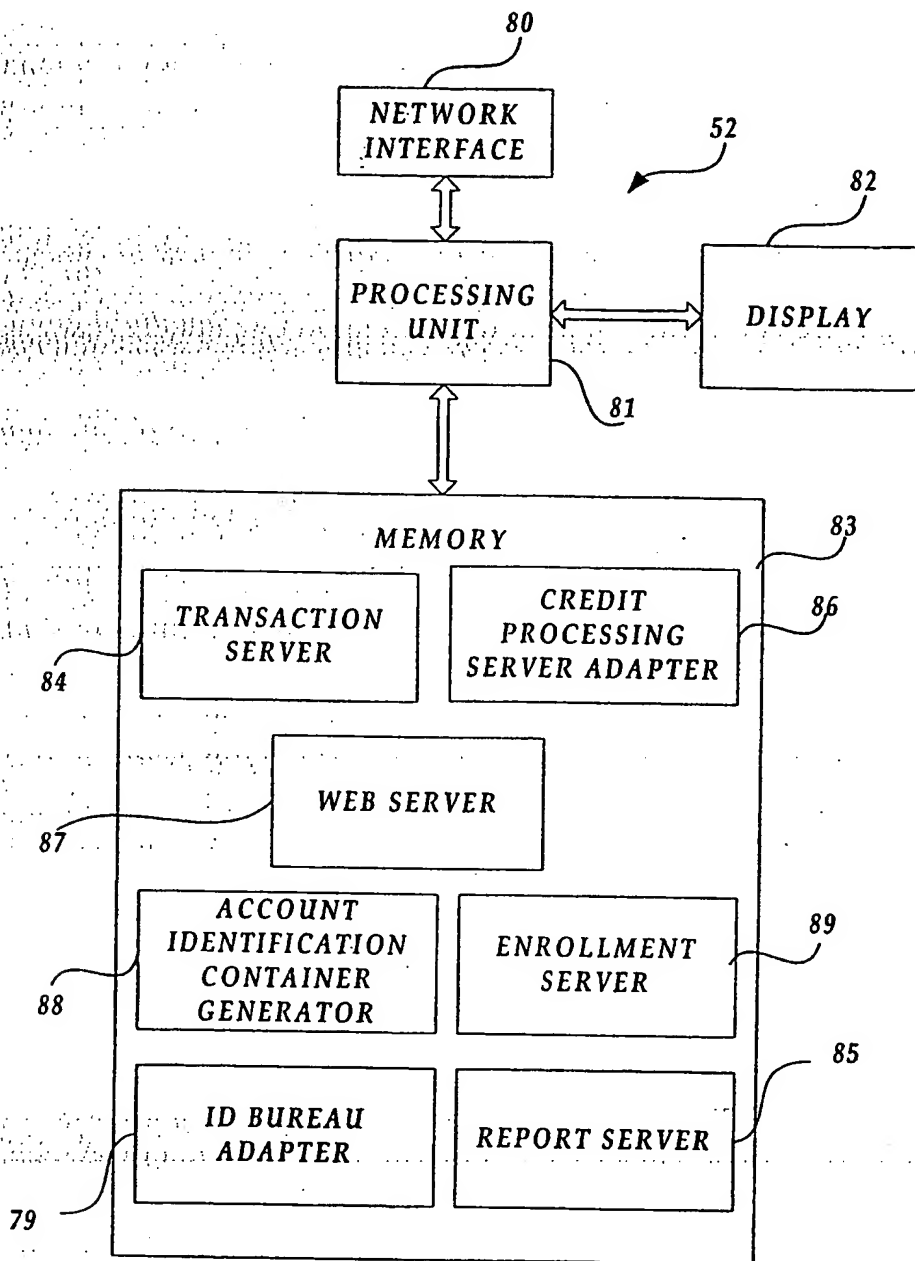 80
NETWORK
INTERFACE
52
82
PROCESSING
UNIT
DISPLAY
81
MEMORY
83
TRANSACTION
SERVER
84
CREDIT
PROCESSING
SERVER ADAPTER
86
WEB SERVER
87
ACCOUNT
IDENTIFICATION
CONTAINER
GENERATOR
88
ENROLLMENT
SERVER
89
85
ID BUREAU
ADAPTER
REPORT SERVER
79